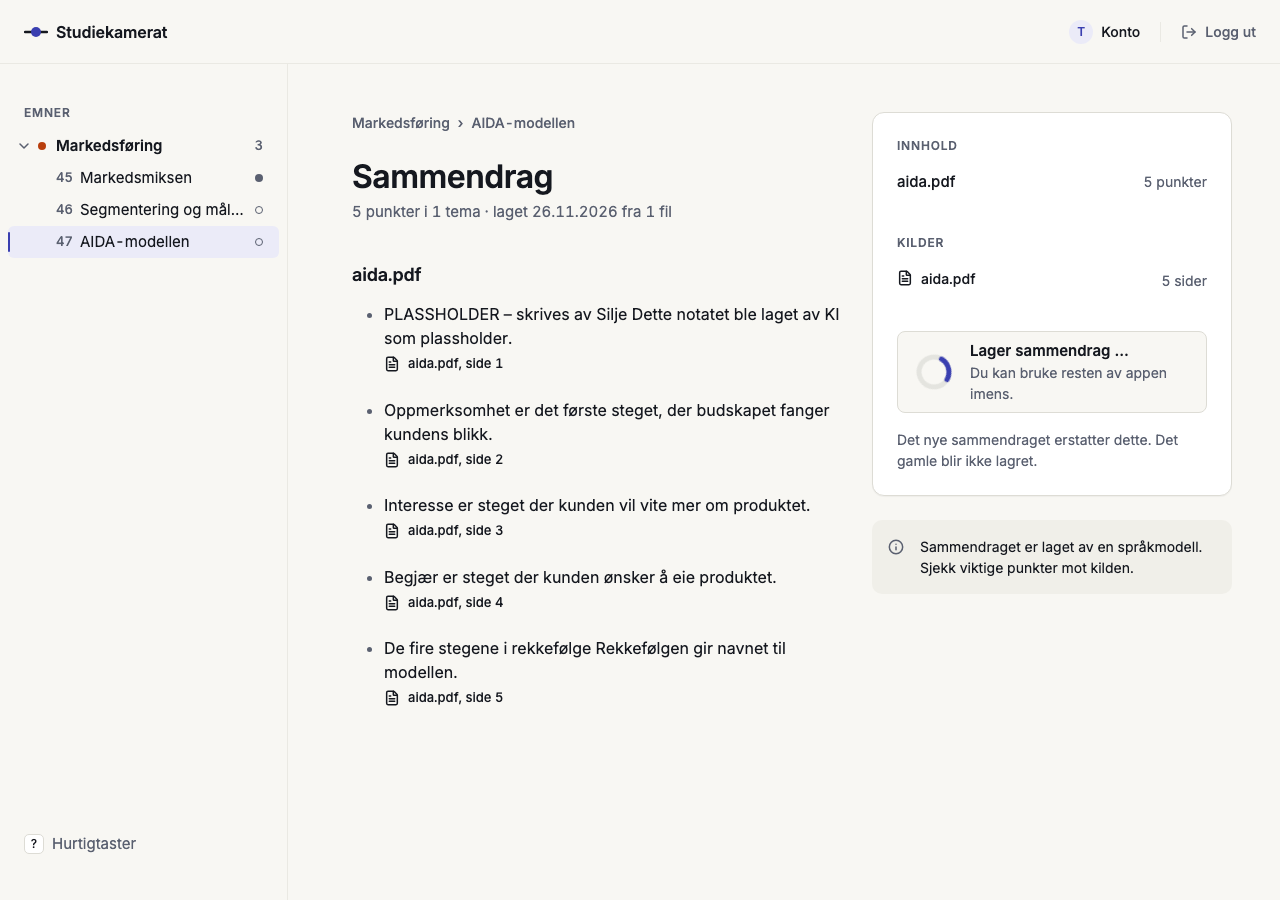 Studiekamerat
T Konto
Logg ut
EMNER
Markedsføring 3
45 Markedsmiksen
46 Segmentering og mål...
47 AIDA-modellen
? Hurtigtaster
Markedsføring › AIDA-modellen
Sammendrag
5 punkter i 1 tema · laget 26.11.2026 fra 1 fil
aida.pdf
• PLASSHOLDER – skrives av Silje Dette notatet ble laget av KI
som plassholder.
aida.pdf, side 1
• Oppmerksomhet er det første steget, der budskapet fanger
kundens blikk.
aida.pdf, side 2
• Interesse er steget der kunden vil vite mer om produktet.
aida.pdf, side 3
• Begjær er steget der kunden ønsker å eie produktet.
aida.pdf, side 4
• De fire stegene i rekkefølge Rekkefølgen gir navnet til
modellen.
aida.pdf, side 5
INNHOLD
aida.pdf 5 punkter
KILDER
aida.pdf 5 sider
Lager sammendrag ...
Du kan bruke resten av appen
imens.
Det nye sammendraget erstatter dette. Det
gamle blir ikke lagret.
Sammendraget er laget av en språkmodell.
Sjekk viktige punkter mot kilden.